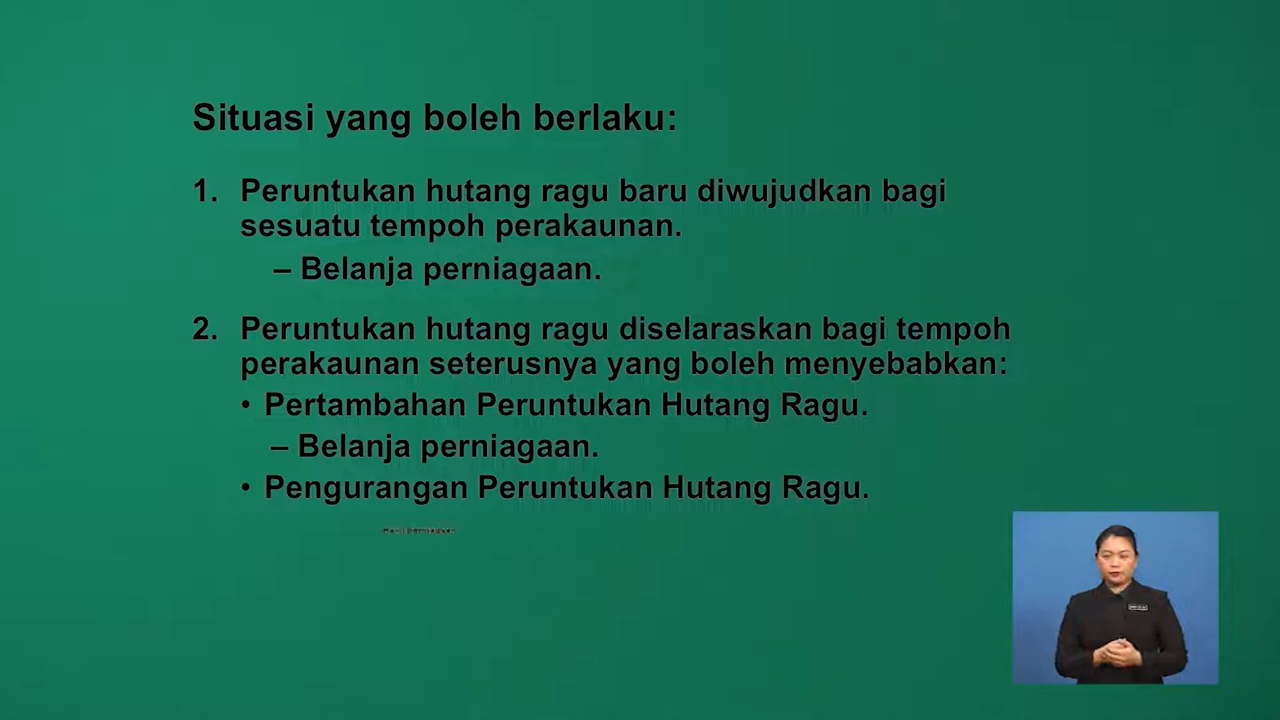 Situasi yang boleh berlaku:
1. Peruntukan hutang ragu baru diwujudkan bagi
sesuatu tempoh perakaunan.
– Belanja perniagaan.
2. Peruntukan hutang ragu diselaraskan bagi tempoh
perakaunan seterusnya yang boleh menyebabkan:
• Pertambahan Peruntukan Hutang Ragu.
– Belanja perniagaan.
• Pengurangan Peruntukan Hutang Ragu.